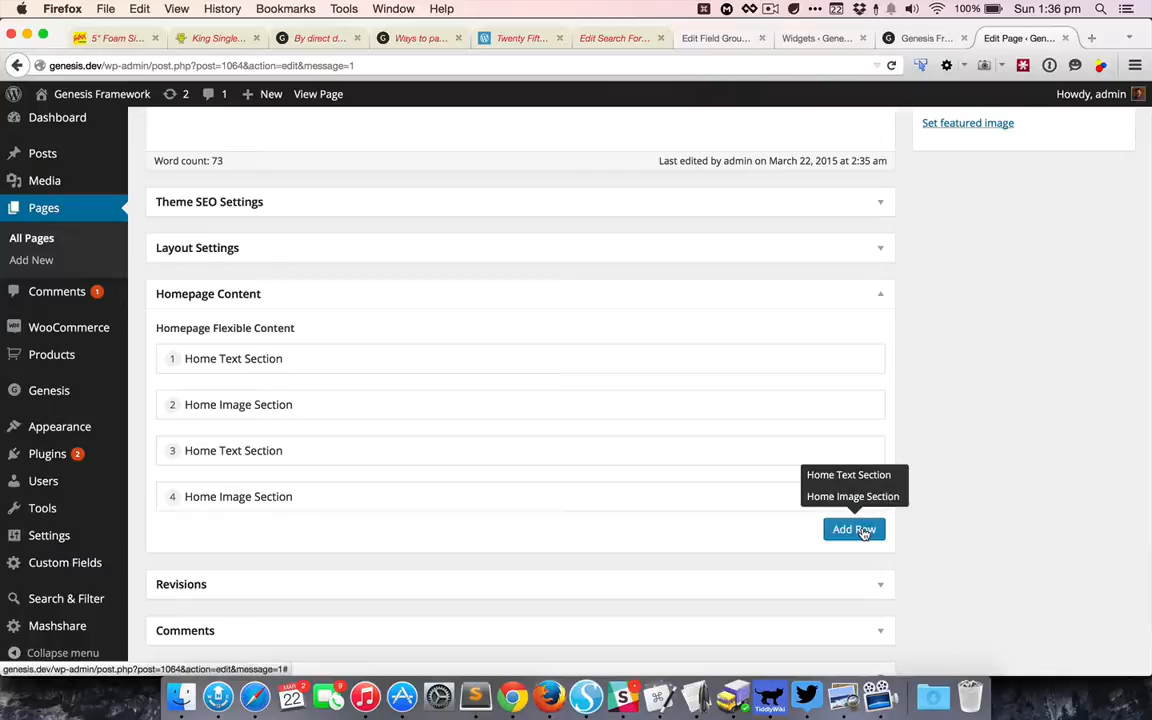 Firefox File Edit View History Bookmarks Tools Window Help 100% Sun 1:36 pm
5" Foam Si... King Single... By direct d... Ways to pa... Twenty Fift... Edit Search For... Edit Field Grou... Widgets ‹ Gene... Genesis Fr... Edit Page ‹ Gen...
genesis.dev/wp-admin/post.php?post=1064&action=edit&message=1
Genesis Framework 2 1 New View Page Howdy, admin
Dashboard
Posts
Media
Pages
All Pages
Add New
Comments 1
WooCommerce
Products
Genesis
Appearance
Plugins 2
Users
Tools
Settings
Custom Fields
Search & Filter
Mashshare
Collapse menu
Set featured image
Word count: 73 Last edited by admin on March 22, 2015 at 2:35 am
Theme SEO Settings
Layout Settings
Homepage Content
Homepage Flexible Content
1 Home Text Section
2 Home Image Section
3 Home Text Section
4 Home Image Section
Home Text Section
Home Image Section
Add Row
Revisions
Comments
genesis.dev/wp-admin/post.php?post=1064&action=edit&message=1#